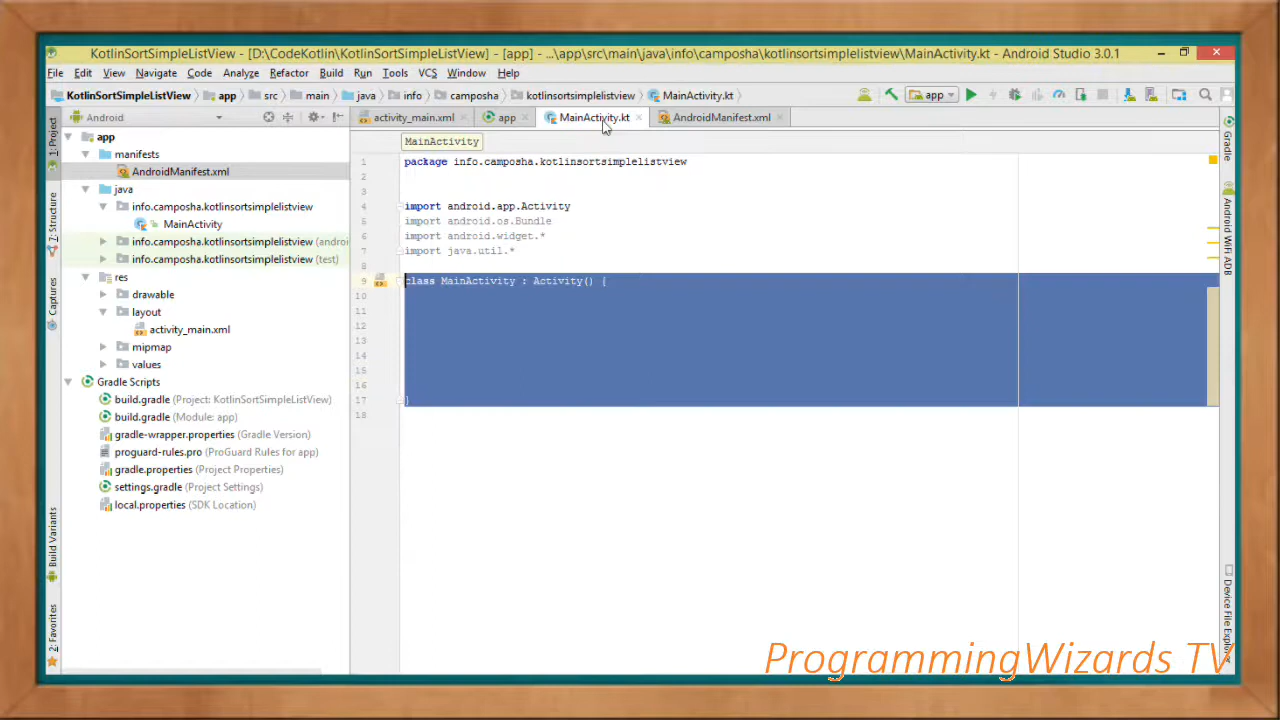 KotlinSortSimpleListView - [D:\CodeKotlin\KotlinSortSimpleListView] - [app] - ...\app\src\main\java\info\camposha\kotlinsortsimplelistview\MainActivity.kt - Android Studio 3.0.1
File Edit View Navigate Code Analyze Refactor Build Run Tools VCS Window Help
KotlinSortSimpleListView app src main java info camposha kotlinsortsimplelistview MainActivity.kt app
Android activity_main.xml app MainActivity.kt AndroidManifest.xml
1: Project
7: Structure
Captures
Build Variants
2: Favorites
app
manifests
AndroidManifest.xml
java
info.camposha.kotlinsortsimplelistview
MainActivity
info.camposha.kotlinsortsimplelistview (androi
info.camposha.kotlinsortsimplelistview (test)
res
drawable
layout
activity_main.xml
mipmap
values
Gradle Scripts
build.gradle (Project: KotlinSortSimpleListView)
build.gradle (Module: app)
gradle-wrapper.properties (Gradle Version)
proguard-rules.pro (ProGuard Rules for app)
gradle.properties (Project Properties)
settings.gradle (Project Settings)
local.properties (SDK Location)
MainActivity
1 package info.camposha.kotlinsortsimplelistview
2
3
4 import android.app.Activity
5 import android.os.Bundle
6 import android.widget.*
7 import java.util.*
8
9 class MainActivity : Activity() {
10
11
12
13
14
15
16
17 }
18
Gradle
Android WiFi ADB
Device File Explorer
ProgrammingWizards TV